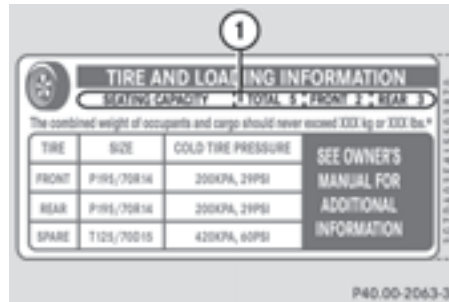 1
TIRE AND LOADING INFORMATION
SEATING CAPACITY TOTAL 5 FRONT 2 REAR 3
The combined weight of occupants and cargo should never exceed XXX kg or XXX lbs.*
TIRE SIZE COLD TIRE PRESSURE
FRONT P195/70R14 200KPA, 29PSI
REAR P195/70R14 200KPA, 29PSI
SPARE T125/70D15 420KPA, 60PSI
SEE OWNER'S
MANUAL FOR
ADDITIONAL
INFORMATION
P40.00-2063-3